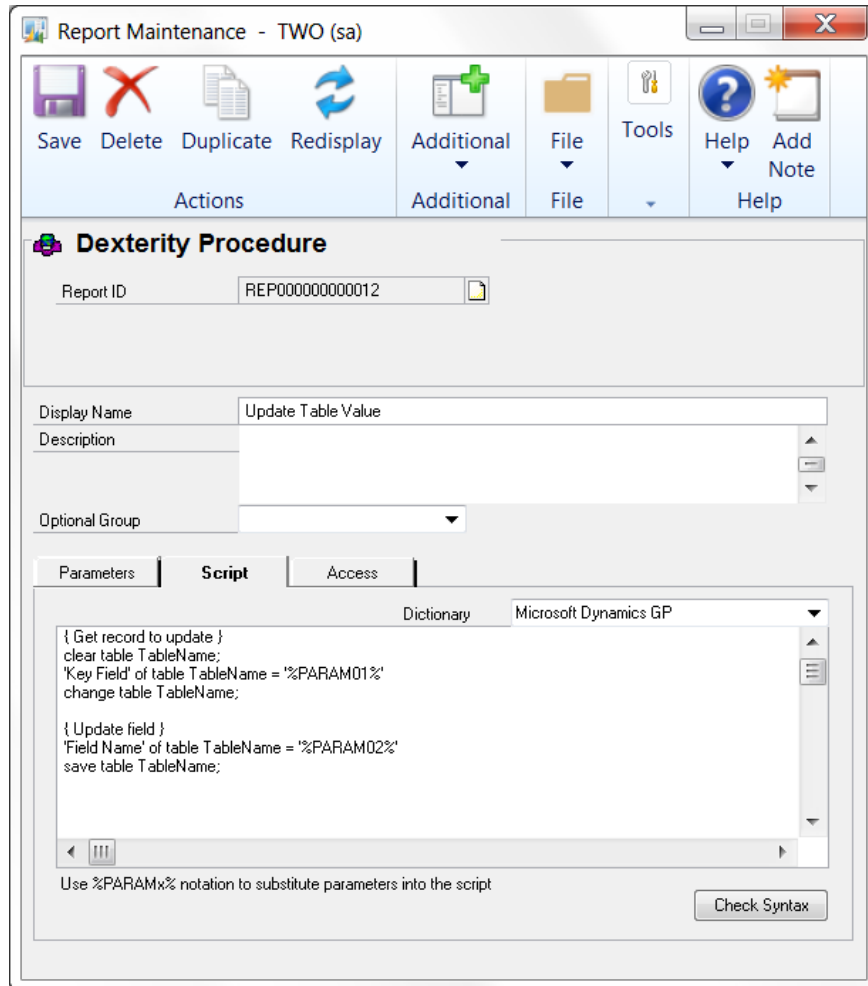 Report Maintenance - TWO (sa)
Save Delete Duplicate Redisplay Additional File Tools Help Add Note
Actions Additional File Help
Dexterity Procedure
Report ID REP000000000012
Display Name Update Table Value
Description
Optional Group
Parameters Script Access
Dictionary Microsoft Dynamics GP
{ Get record to update }
clear table TableName;
'Key Field' of table TableName = '%PARAM01%'
change table TableName;
{ Update field }
'Field Name' of table TableName = '%PARAM02%'
save table TableName;
Use %PARAMx% notation to substitute parameters into the script
Check Syntax